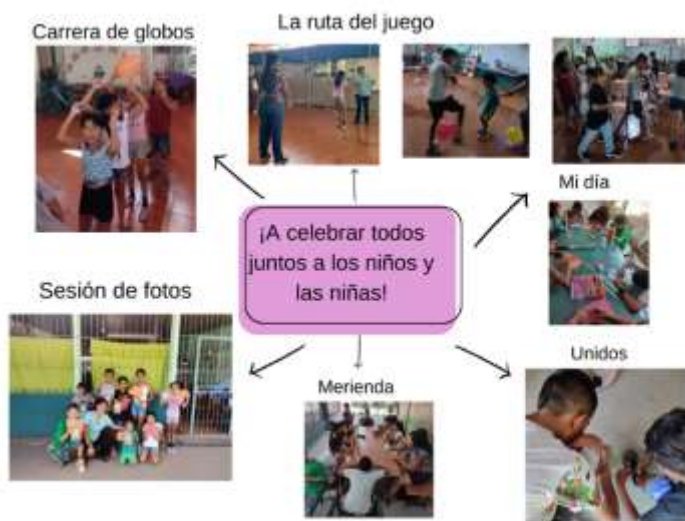 Carrera de globos
La ruta del juego
Mi día
¡A celebrar todos
juntos a los niños y
las niñas!
Sesión de fotos
Merienda
Unidos